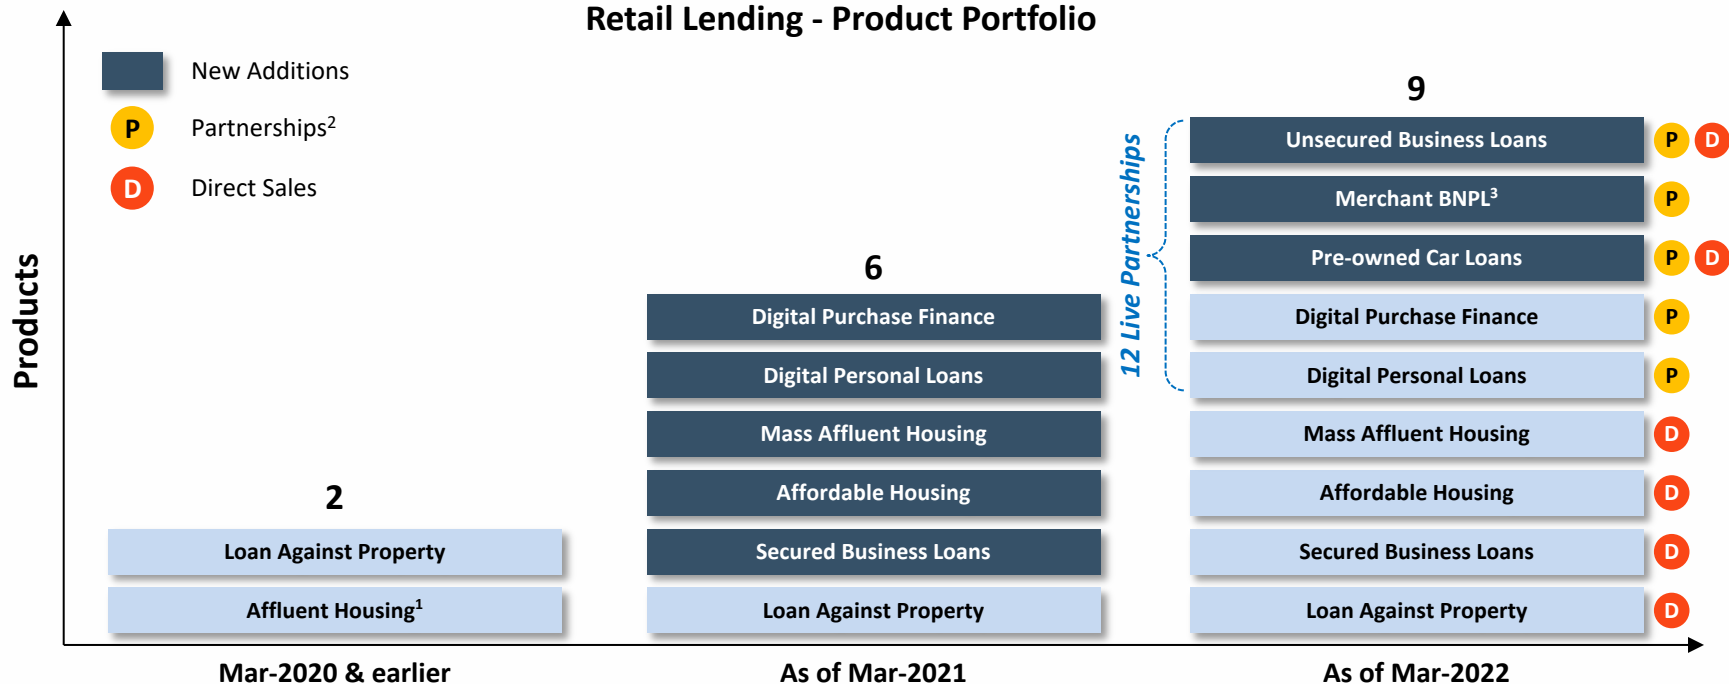 Retail Lending - Product Portfolio
New Additions
P Partnerships2
D Direct Sales
Products
2
Loan Against Property
Affluent Housing1
Mar-2020 & earlier
6
Digital Purchase Finance
Digital Personal Loans
Mass Affluent Housing
Affordable Housing
Secured Business Loans
Loan Against Property
As of Mar-2021
12 Live Partnerships
9
Unsecured Business Loans P D
Merchant BNPL3 P
Pre-owned Car Loans P D
Digital Purchase Finance P
Digital Personal Loans P
Mass Affluent Housing D
Affordable Housing D
Secured Business Loans D
Loan Against Property D
As of Mar-2022